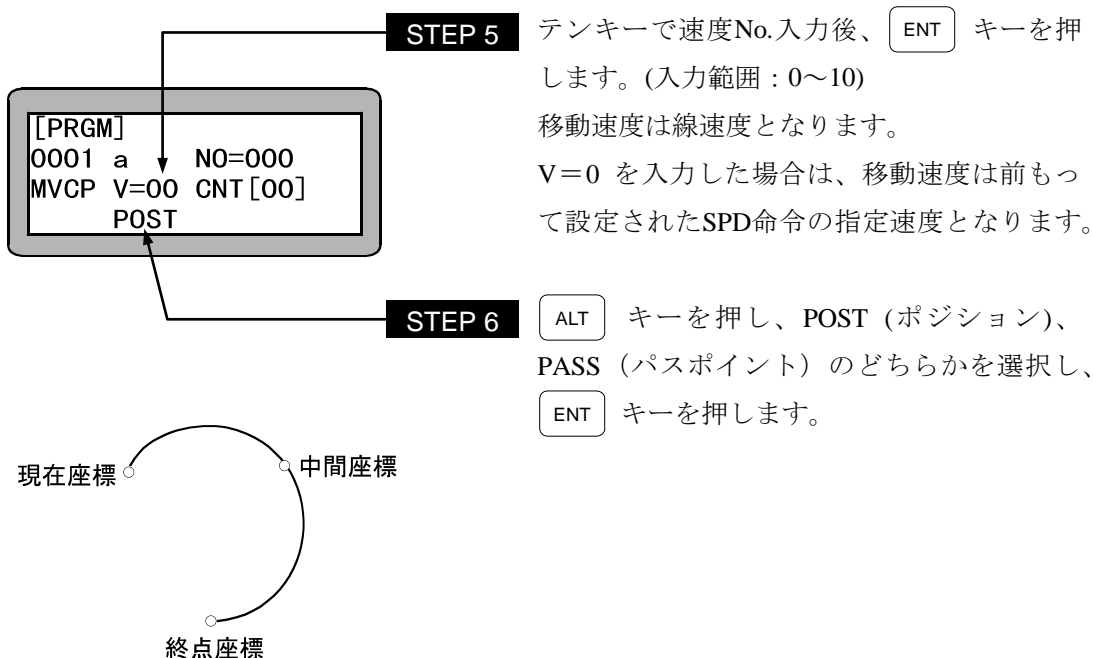 STEP 5
テンキーで速度No.入力後、 ENT キーを押
します。(入力範囲：0～10)
移動速度は線速度となります。
V＝0 を入力した場合は、移動速度は前もっ
て設定されたSPD命令の指定速度となります。
[PRGM]
0001 a NO=000
MVCP V=00 CNT[00]
POST
STEP 6
ALT キーを押し、POST (ポジション)、
PASS（パスポイント）のどちらかを選択し、
ENT キーを押します。
現在座標
中間座標
終点座標